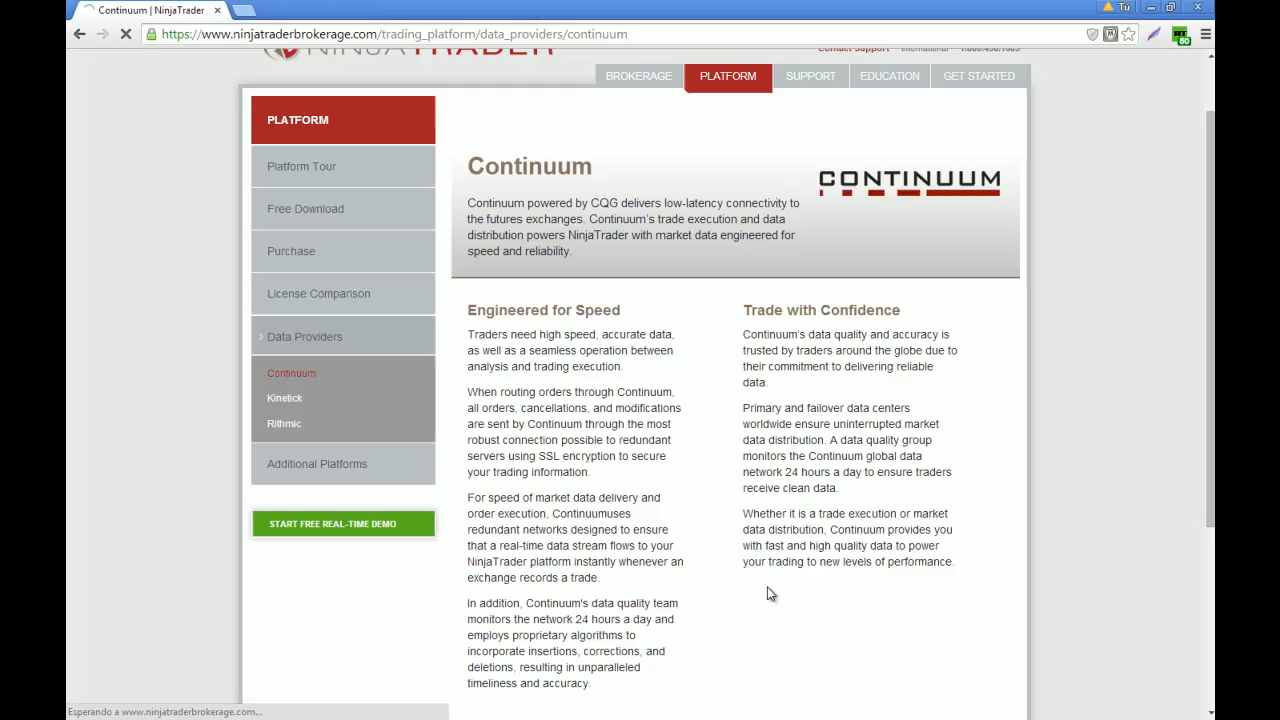 Continuum | NinjaTrader
Tu
https://www.ninjatraderbrokerage.com/trading_platform/data_providers/continuum
50
NINJATRADER
Contact Support
International
BROKERAGE
PLATFORM
SUPPORT
EDUCATION
GET STARTED
PLATFORM
Platform Tour
Free Download
Purchase
License Comparison
Data Providers
Continuum
Kinetick
Rithmic
Additional Platforms
START FREE REAL-TIME DEMO
Continuum
CONTINUUM
Continuum powered by CQG delivers low-latency connectivity to
the futures exchanges. Continuum's trade execution and data
distribution powers NinjaTrader with market data engineered for
speed and reliability.
Engineered for Speed
Traders need high speed, accurate data,
as well as a seamless operation between
analysis and trading execution.
When routing orders through Continuum,
all orders, cancellations, and modifications
are sent by Continuum through the most
robust connection possible to redundant
servers using SSL encryption to secure
your trading information.
For speed of market data delivery and
order execution, Continuumuses
redundant networks designed to ensure
that a real-time data stream flows to your
NinjaTrader platform instantly whenever an
exchange records a trade.
In addition, Continuum's data quality team
monitors the network 24 hours a day and
employs proprietary algorithms to
incorporate insertions, corrections, and
deletions, resulting in unparalleled
timeliness and accuracy.
Trade with Confidence
Continuum's data quality and accuracy is
trusted by traders around the globe due to
their commitment to delivering reliable
data.
Primary and failover data centers
worldwide ensure uninterrupted market
data distribution. A data quality group
monitors the Continuum global data
network 24 hours a day to ensure traders
receive clean data.
Whether it is a trade execution or market
data distribution, Continuum provides you
with fast and high quality data to power
your trading to new levels of performance.
Esperando a www.ninjatraderbrokerage.com...